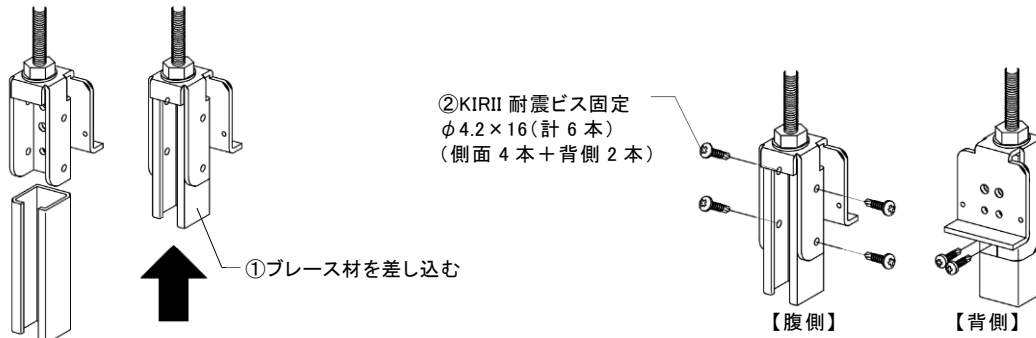 ②KIRII 耐震ビス固定
φ4.2×16(計 6 本)
(側面 4 本＋背側 2 本)
①ブレース材を差し込む
【腹側】
【背側】